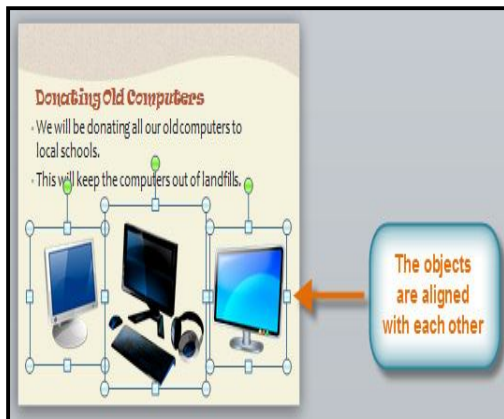 Donating Old Computers
We will be donating all our old computers to
local schools.
This will keep the computers out of landfills.
The objects
are aligned
with each other